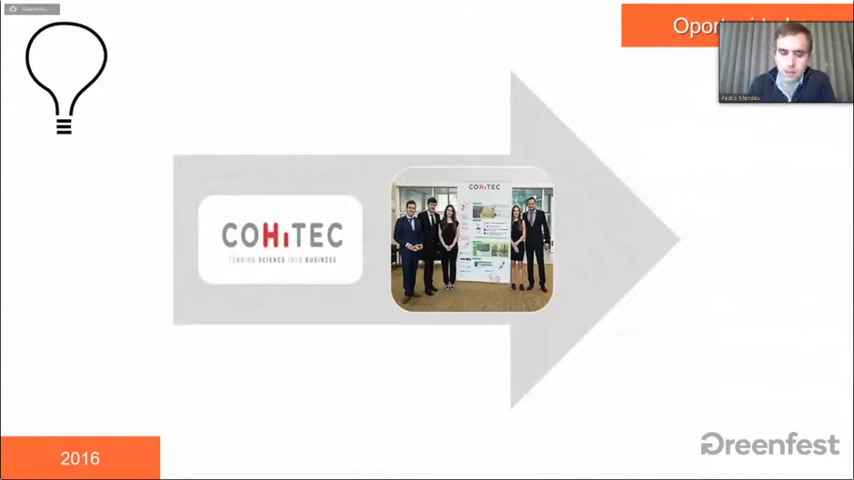 Pedro Mendes
COHiTEC
TURNING SCIENCE INTO BUSINESS
COHiTEC
2016
Greenfest